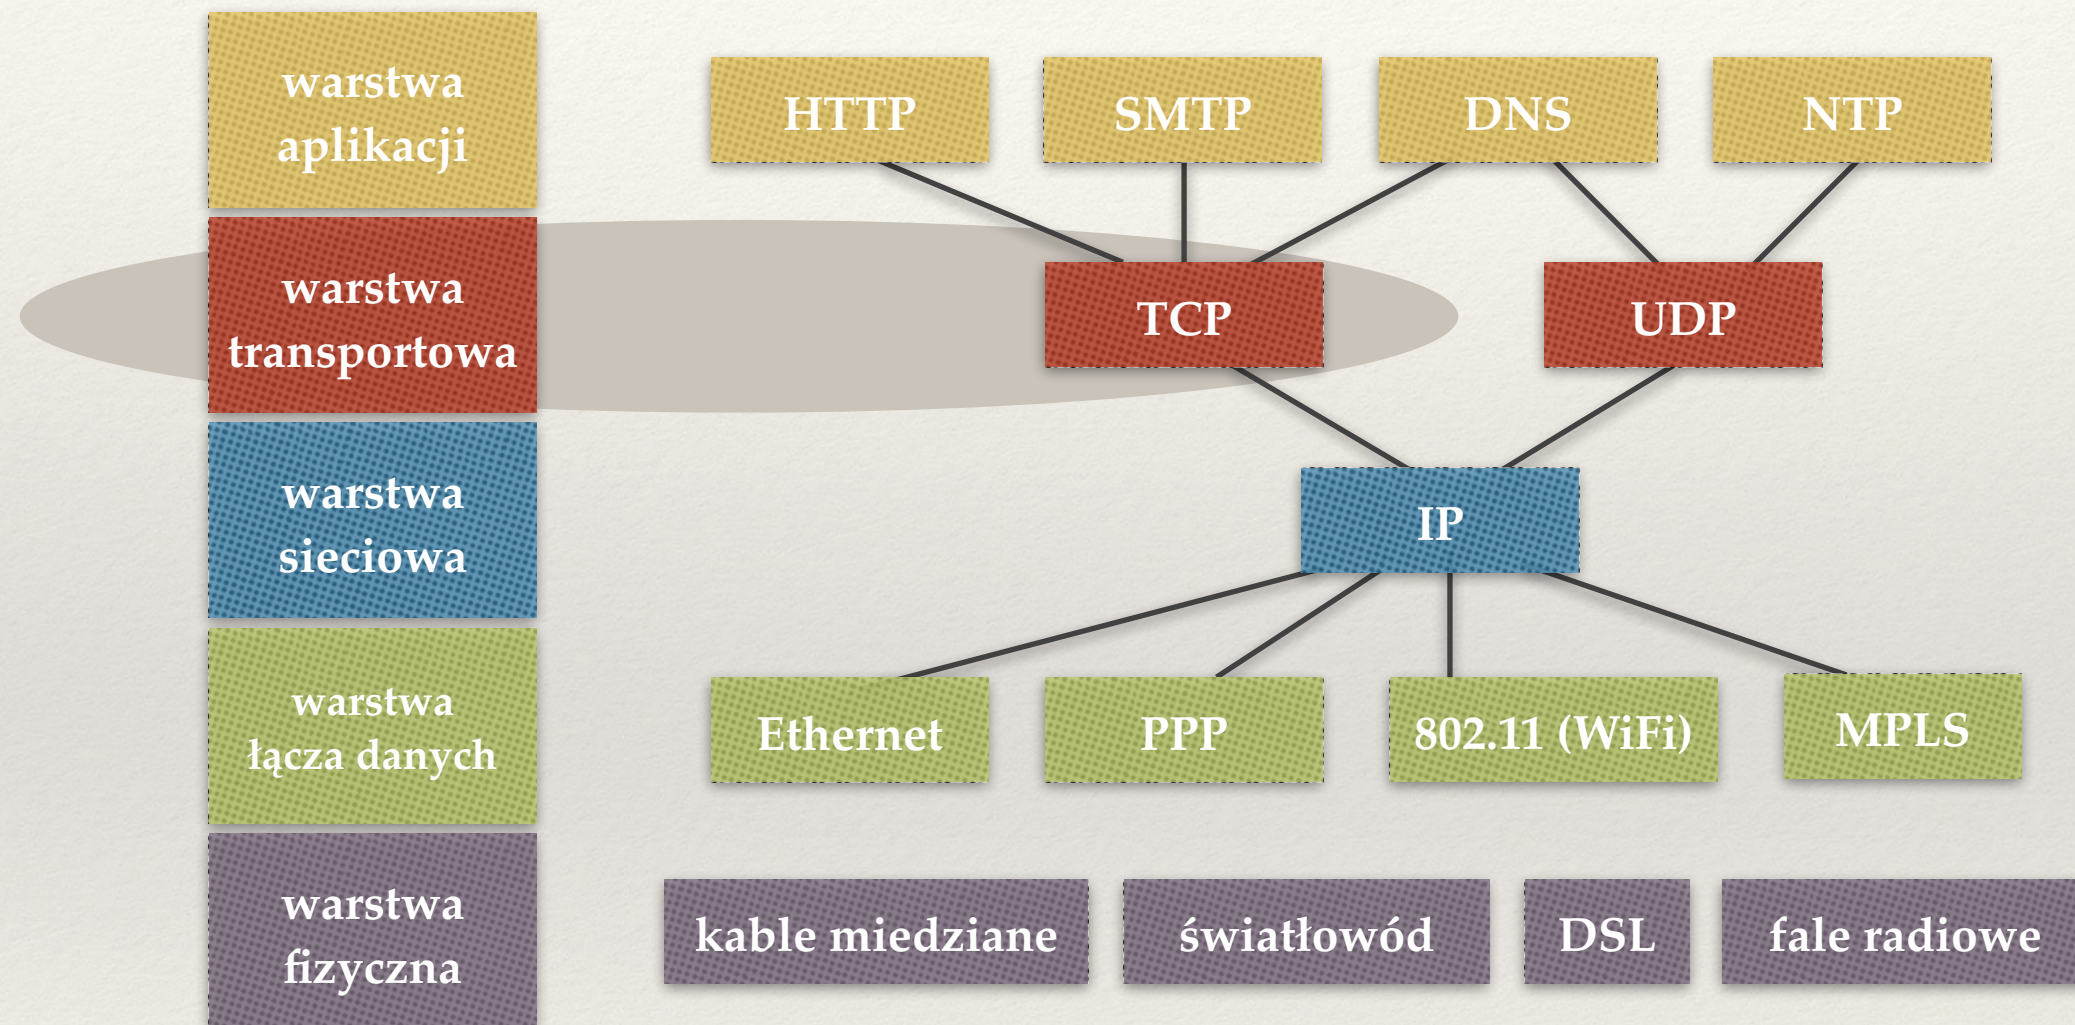 warstwa
aplikacji
HTTP
SMTP
DNS
NTP
warstwa
transportowa
TCP
UDP
warstwa
sieciowa
IP
warstwa
łącza danych
Ethernet
PPP
802.11 (WiFi)
MPLS
warstwa
fizyczna
kable miedziane
światłowód
DSL
fale radiowe